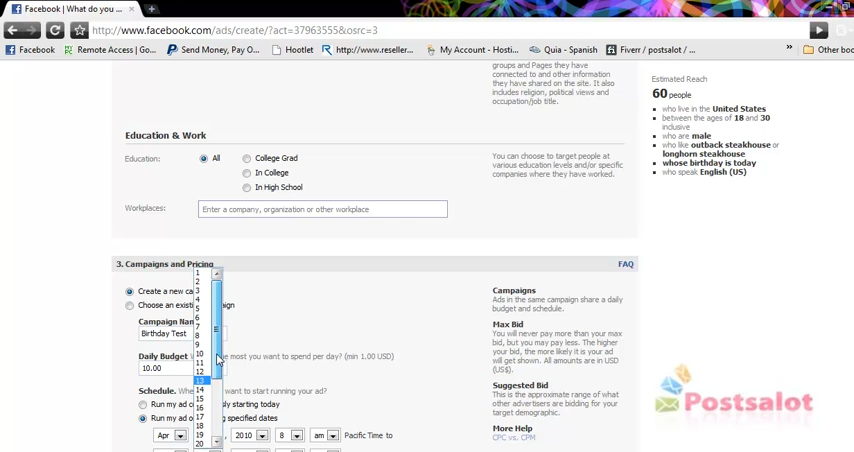 Facebook | What do you ...
http://www.facebook.com/ads/create/?act=37963555&osrc=3
Facebook
Remote Access | Go...
Send Money, Pay O...
Hootlet
http://www.reseller...
My Account - Hosti...
Quia - Spanish
Fiverr / postsalot / ...
Other boo
groups and Pages they have
connected to and other information
they have shared on the site. It also
includes religion, political views and
occupation/job title.
Estimated Reach
60 people
who live in the United States
between the ages of 18 and 30
inclusive
who are male
who like outback steakhouse or
longhorn steakhouse
whose birthday is today
who speak English (US)
Education & Work
Education:
All
College Grad
In College
In High School
You can choose to target people at
various education levels and/or specific
companies where they have worked.
Workplaces:
Enter a company, organization or other workplace
3. Campaigns and Pricing
FAQ
Create a new ca
Choose an exist
ign
Campaign Nam
Birthday Test
Daily Budget W
e most you want to spend per day? (min 1.00 USD)
10.00
Schedule. Whe
want to start running your ad?
Run my ad co
ly starting today
Run my ad o
specified dates
Apr
, 2010
8
am
Pacific Time to
1
2
3
4
5
6
7
8
9
10
11
12
13
14
15
16
17
18
19
20
Campaigns
Ads in the same campaign share a daily
budget and schedule.
Max Bid
You will never pay more than your max
bid, but you may pay less. The higher
your bid, the more likely it is your ad
will get shown. All amounts are in USD
(US$).
Suggested Bid
This is the approximate range of what
other advertisers are bidding for your
target demographic.
More Help
CPC vs. CPM
Postsalot